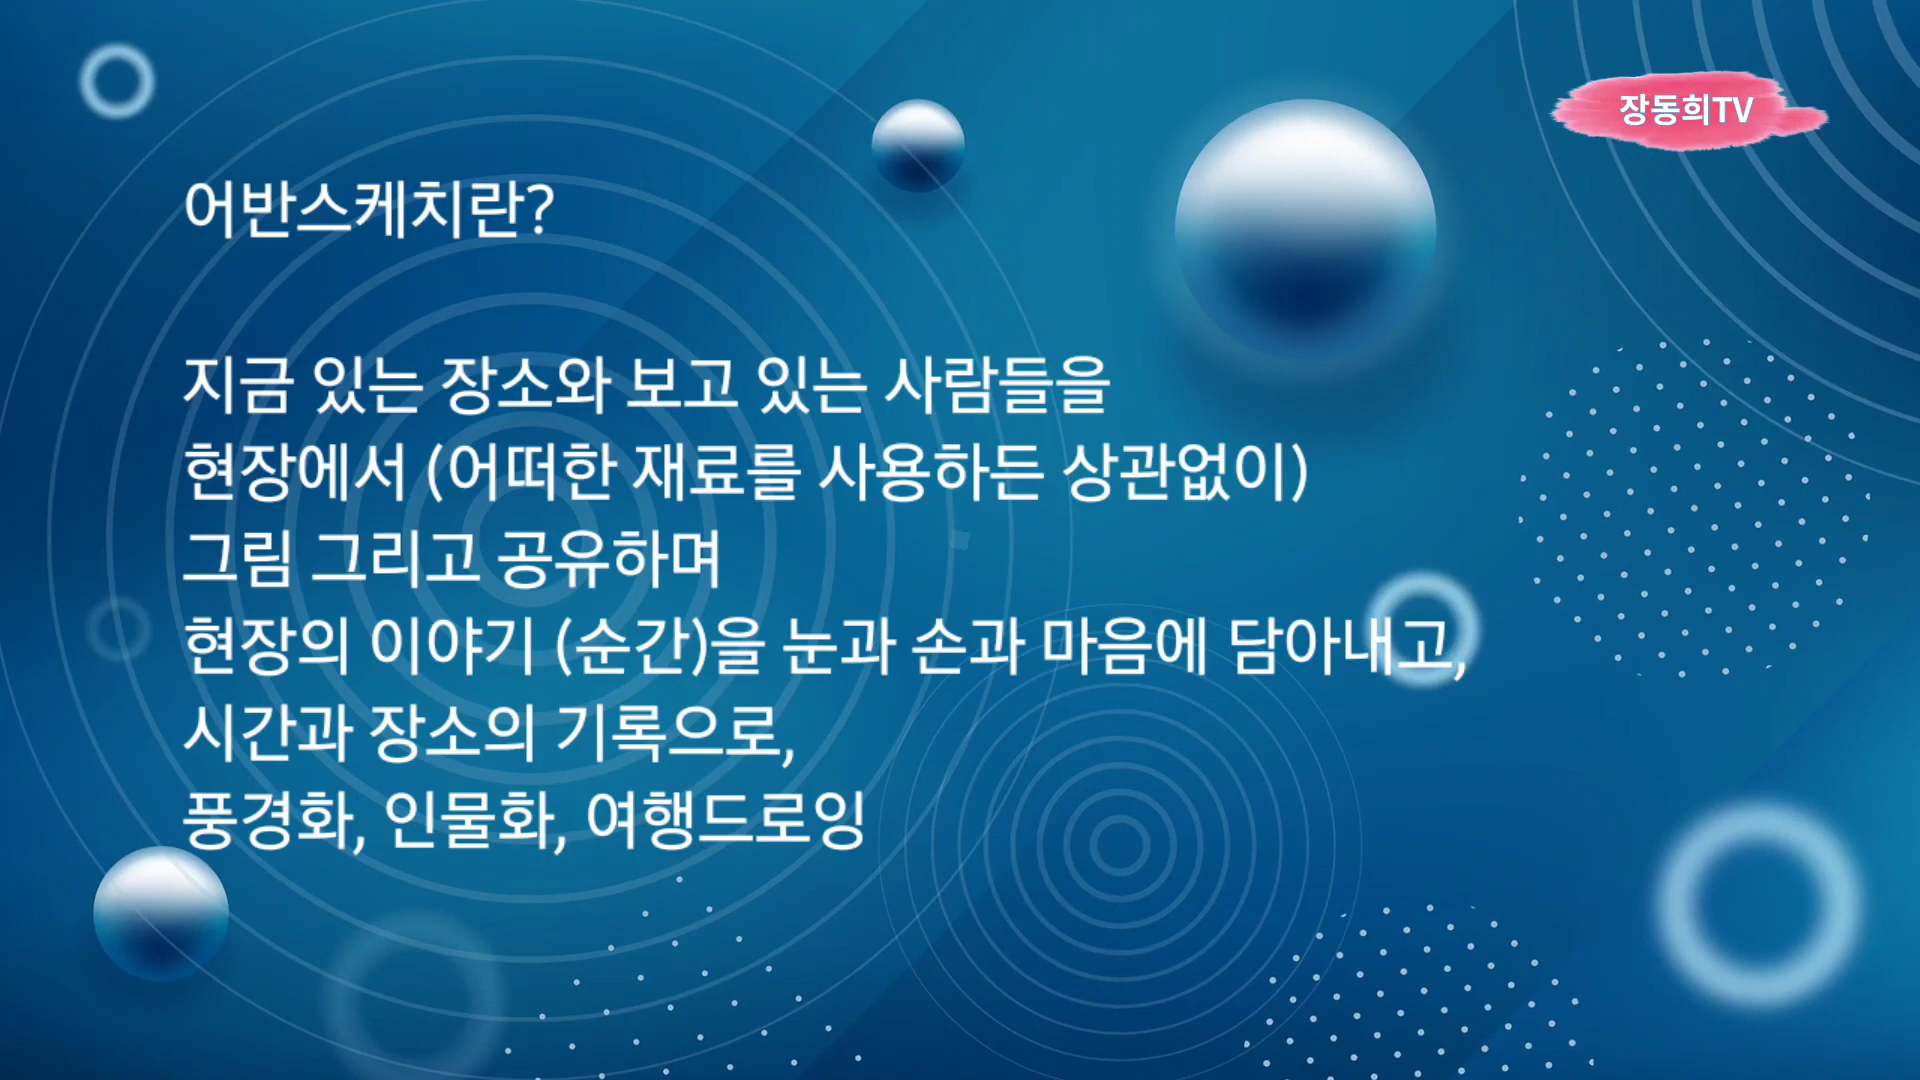 장동희TV
어반스케치란?
지금 있는 장소와 보고 있는 사람들을
현장에서 (어떠한 재료를 사용하든 상관없이)
그림 그리고 공유하며
현장의 이야기 (순간)을 눈과 손과 마음에 담아내고,
시간과 장소의 기록으로,
풍경화, 인물화, 여행드로잉